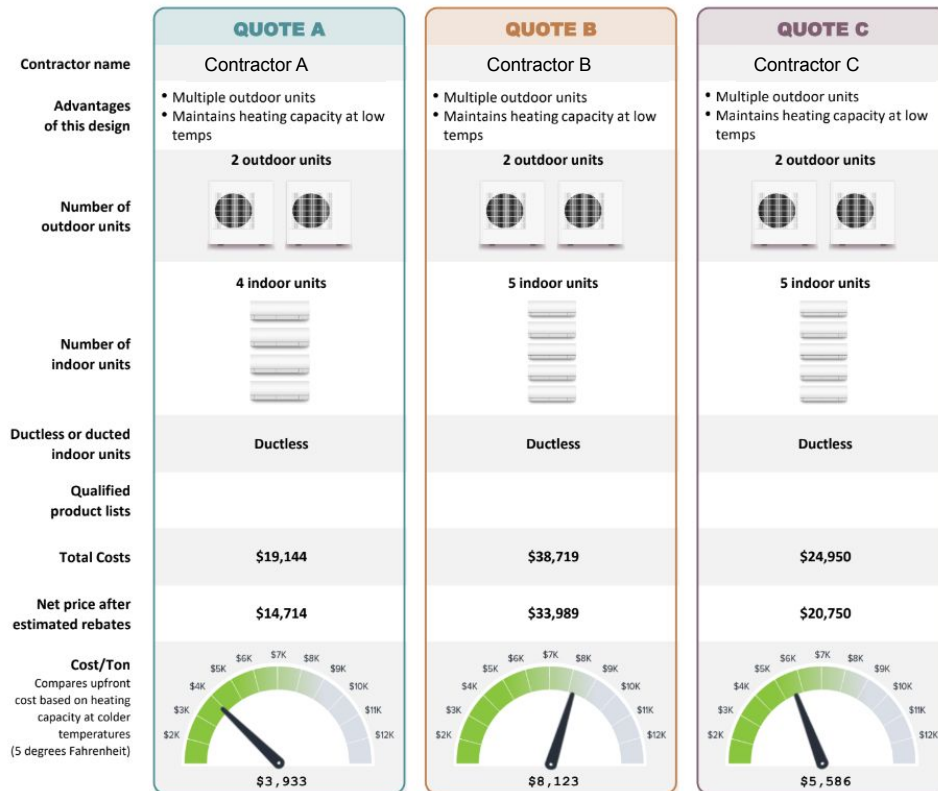 QUOTE A QUOTE B QUOTE C
Contractor name Contractor A Contractor B Contractor C
Advantages
of this design
• Multiple outdoor units
• Maintains heating capacity at low
temps
• Multiple outdoor units
• Maintains heating capacity at low
temps
• Multiple outdoor units
• Maintains heating capacity at low
temps
Number of
outdoor units
2 outdoor units 2 outdoor units 2 outdoor units
Number of
indoor units
4 indoor units 5 indoor units 5 indoor units
Ductless or ducted
indoor units
Ductless Ductless Ductless
Qualified
product lists
Total Costs $19,144 $38,719 $24,950
Net price after
estimated rebates
$14,714 $33,989 $20,750
Cost/Ton
Compares upfront
cost based on heating
capacity at colder
temperatures
(5 degrees Fahrenheit)
$2K $3K $4K $5K $6K $7K $8K $9K $10K $11K $12K
$3,933
$2K $3K $4K $5K $6K $7K $8K $9K $10K $11K $12K
$8,123
$2K $3K $4K $5K $6K $7K $8K $9K $10K $11K $12K
$5,586